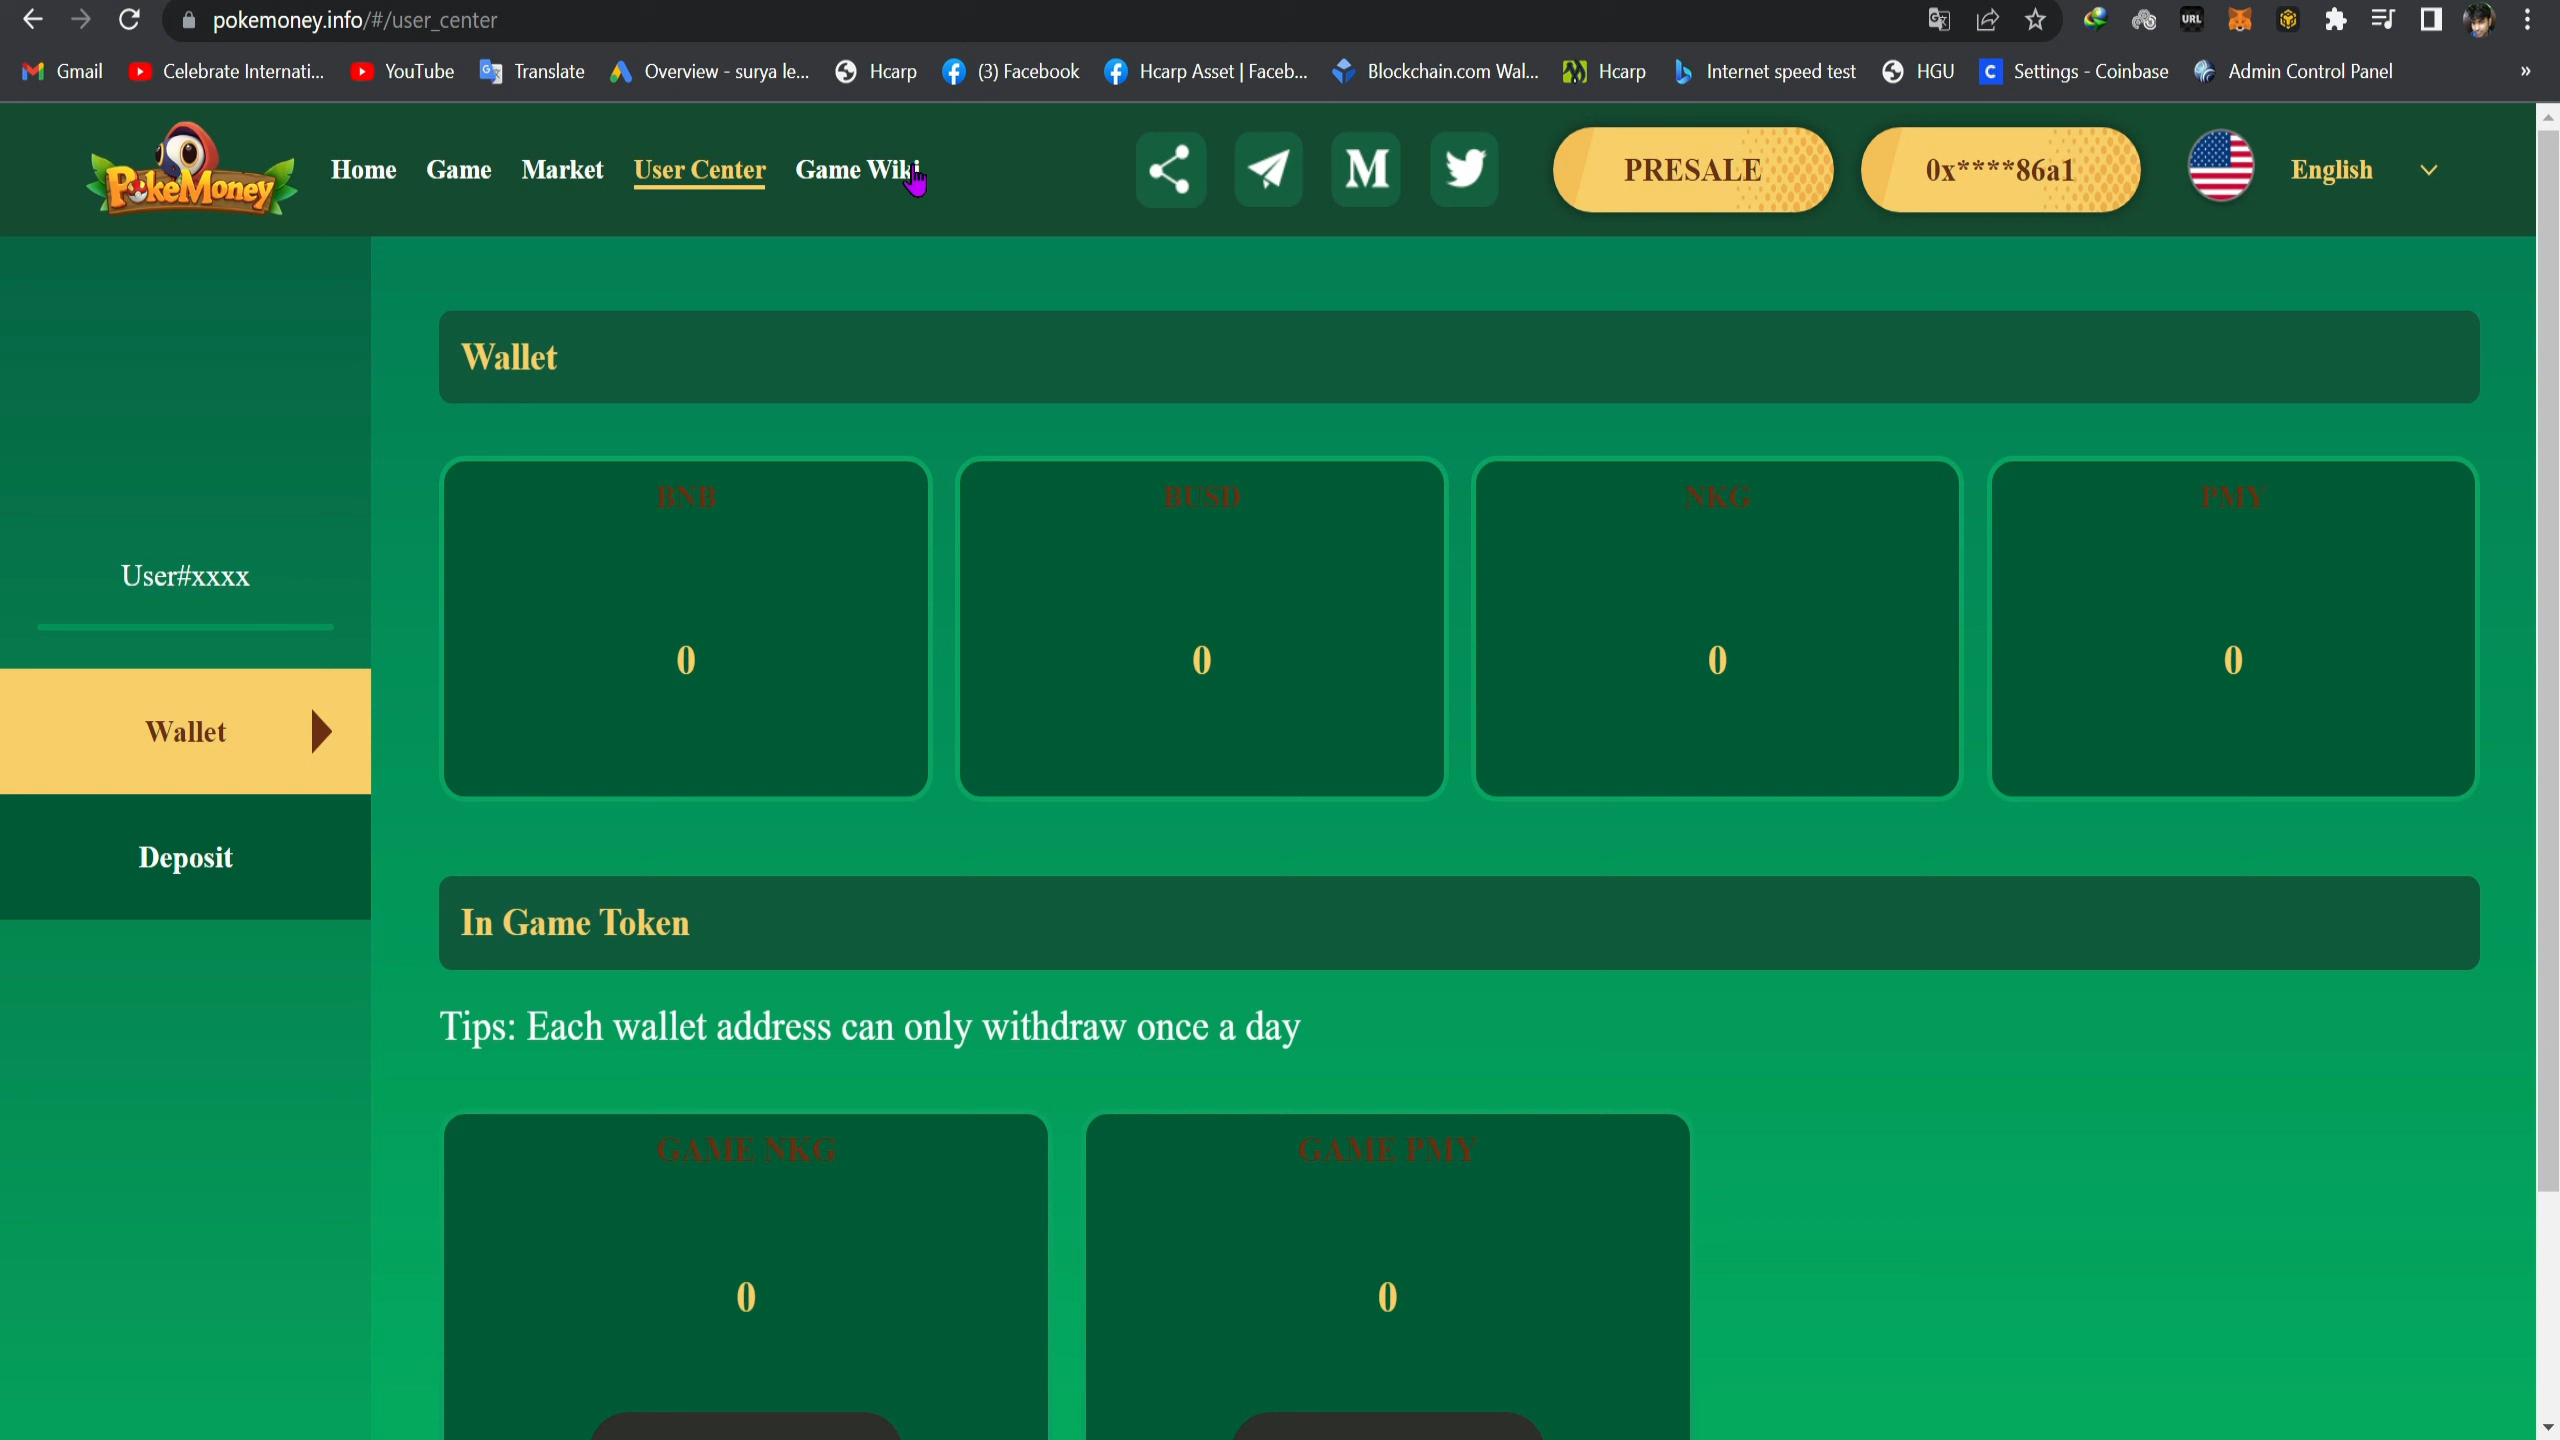 pokemoney.info/#/user_center
URL
Gmail Celebrate Internati... YouTube Translate Overview - surya le... Hcarp (3) Facebook Hcarp Asset | Faceb... Blockchain.com Wal... Hcarp Internet speed test HGU Settings - Coinbase Admin Control Panel »
PokeMoney Home Game Market User Center Game Wiki M PRESALE 0x****86a1 English
Wallet
BNB BUSD NKG PMY
0 0 0 0
User#xxxx
Wallet
Deposit
In Game Token
Tips: Each wallet address can only withdraw once a day
GAME NKG GAME PMY
0 0